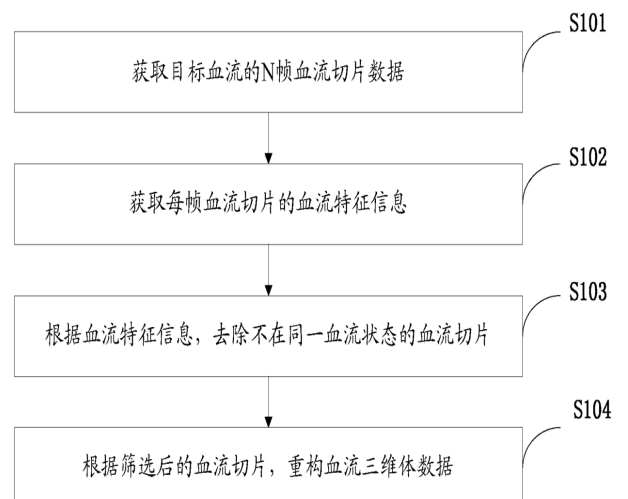 S101
获取目标血流的N帧血流切片数据
S102
获取每帧血流切片的血流特征信息
S103
根据血流特征信息，去除不在同一血流状态的血流切片
S104
根据筛选后的血流切片，重构血流三维体数据